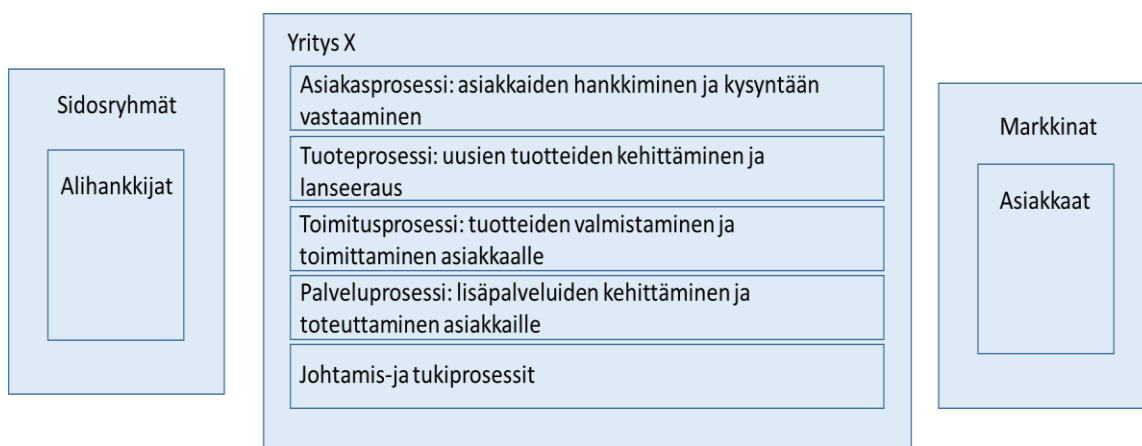 Sidosryhmät
Alihankkijat
Yritys X
Asiakasprosessi: asiakkaiden hankkiminen ja kysyntään
vastaaminen
Tuoteprosessi: uusien tuotteiden kehittäminen ja
lanseeraus
Toimitusprosessi: tuotteiden valmistaminen ja
toimittaminen asiakkaalle
Palveluprosessi: lisäpalveluiden kehittäminen ja
toteuttaminen asiakkaille
Johtamis-ja tukiprosessit
Markkinat
Asiakkaat